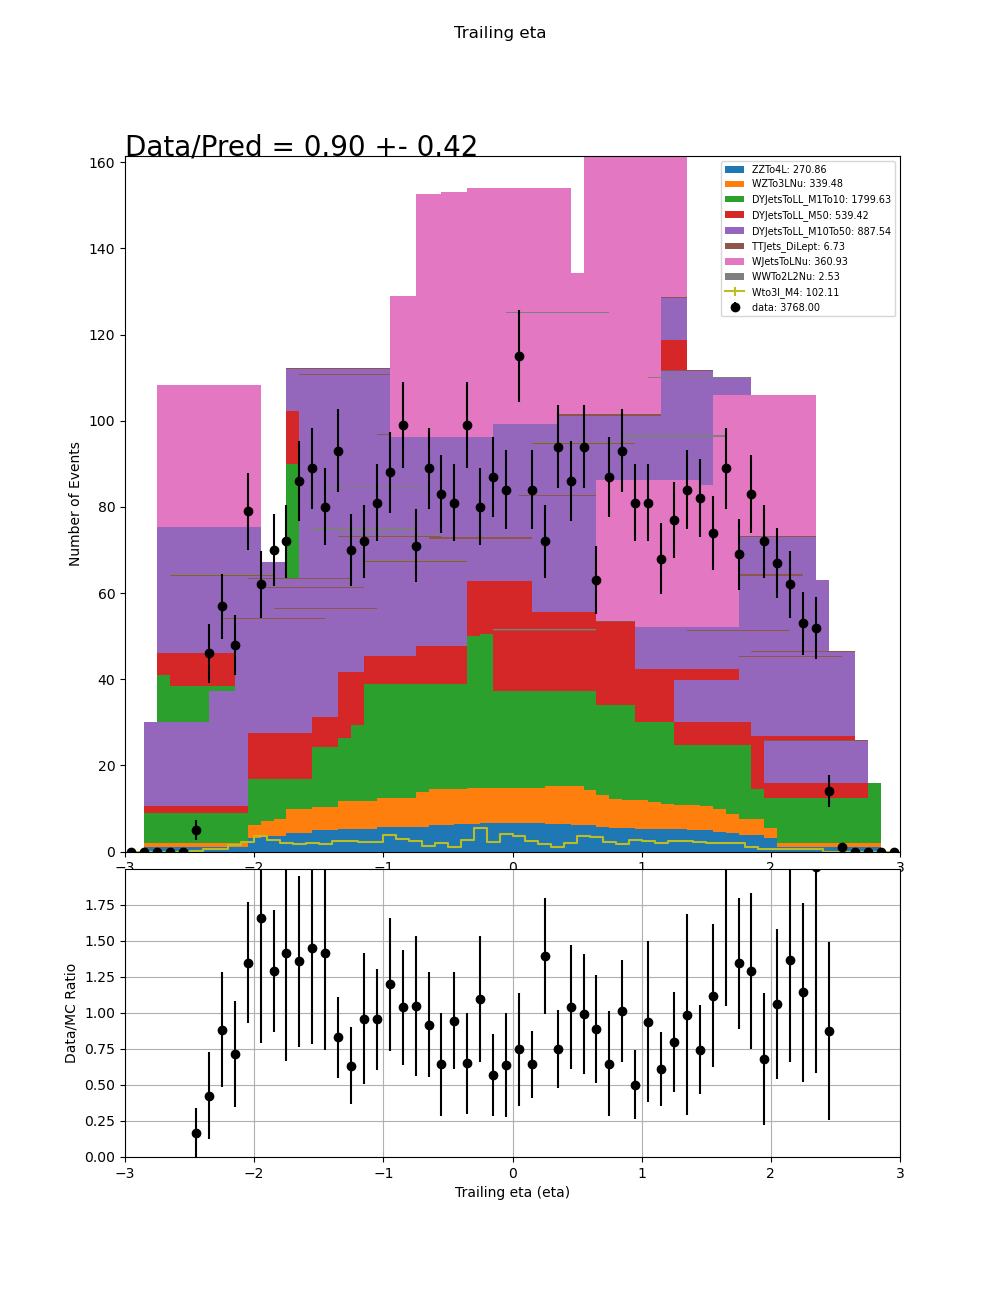 Trailing eta
Data/Pred = 0.90 +- 0.42
160
140
120
100
80
60
40
20
0
Number of Events
ZZTo4L: 270.86
WZTo3LNu: 339.48
DYJetsToLL_M1To10: 1799.63
DYJetsToLL_M50: 539.42
DYJetsToLL_M10To50: 887.54
TTJets_DiLept: 6.73
WJetsToLNu: 360.93
WWTo2L2Nu: 2.53
Wto3l_M4: 102.11
data: 3768.00
−3 −2 −1 0 1 2 3
1.75
1.50
1.25
1.00
0.75
0.50
0.25
0.00
Data/MC Ratio
−3 −2 −1 0 1 2 3
Trailing eta (eta)